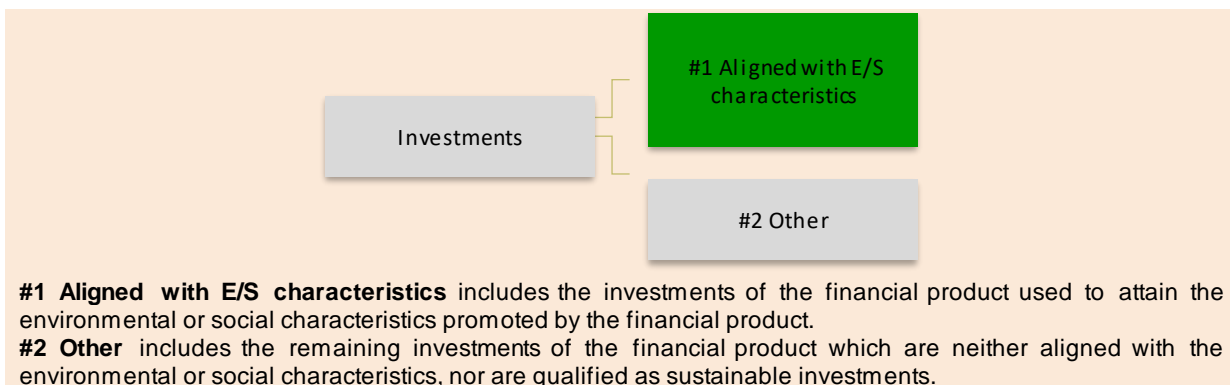 #1 Aligned with E/S
characteristics
Investments
#2 Other
#1 Aligned with E/S characteristics includes the investments of the financial product used to attain the
environmental or social characteristics promoted by the financial product.
#2 Other includes the remaining investments of the financial product which are neither aligned with the
environmental or social characteristics, nor are qualified as sustainable investments.